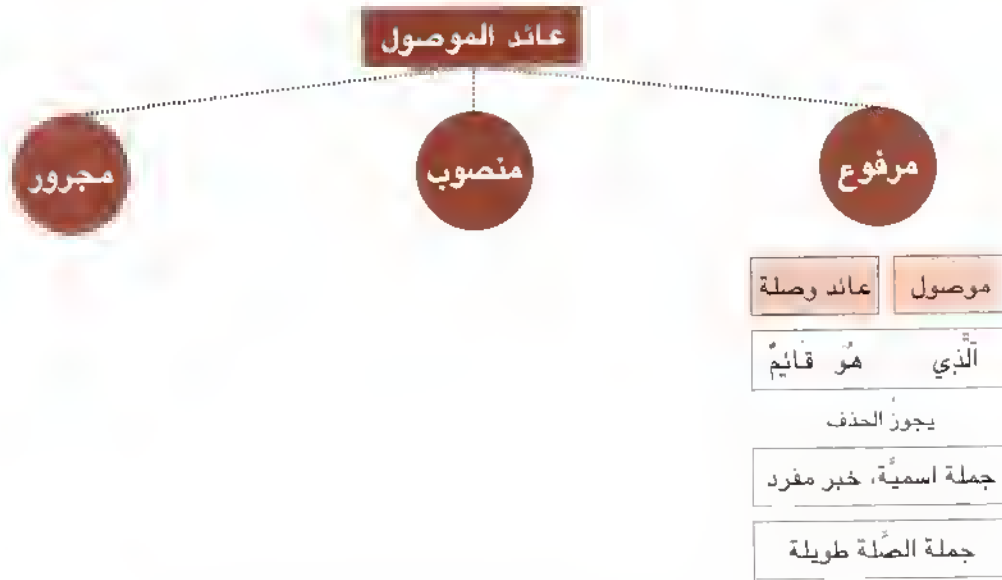 عائد الموصول
مرفوع منصوب مجرور
موصول عائد وصلة
ٱلَّذِي هُوَ قَائِمٌ
يجوزُ الحذف
جملة اسميَّة، خبر مفرد
جملة الصِّلة طويلة